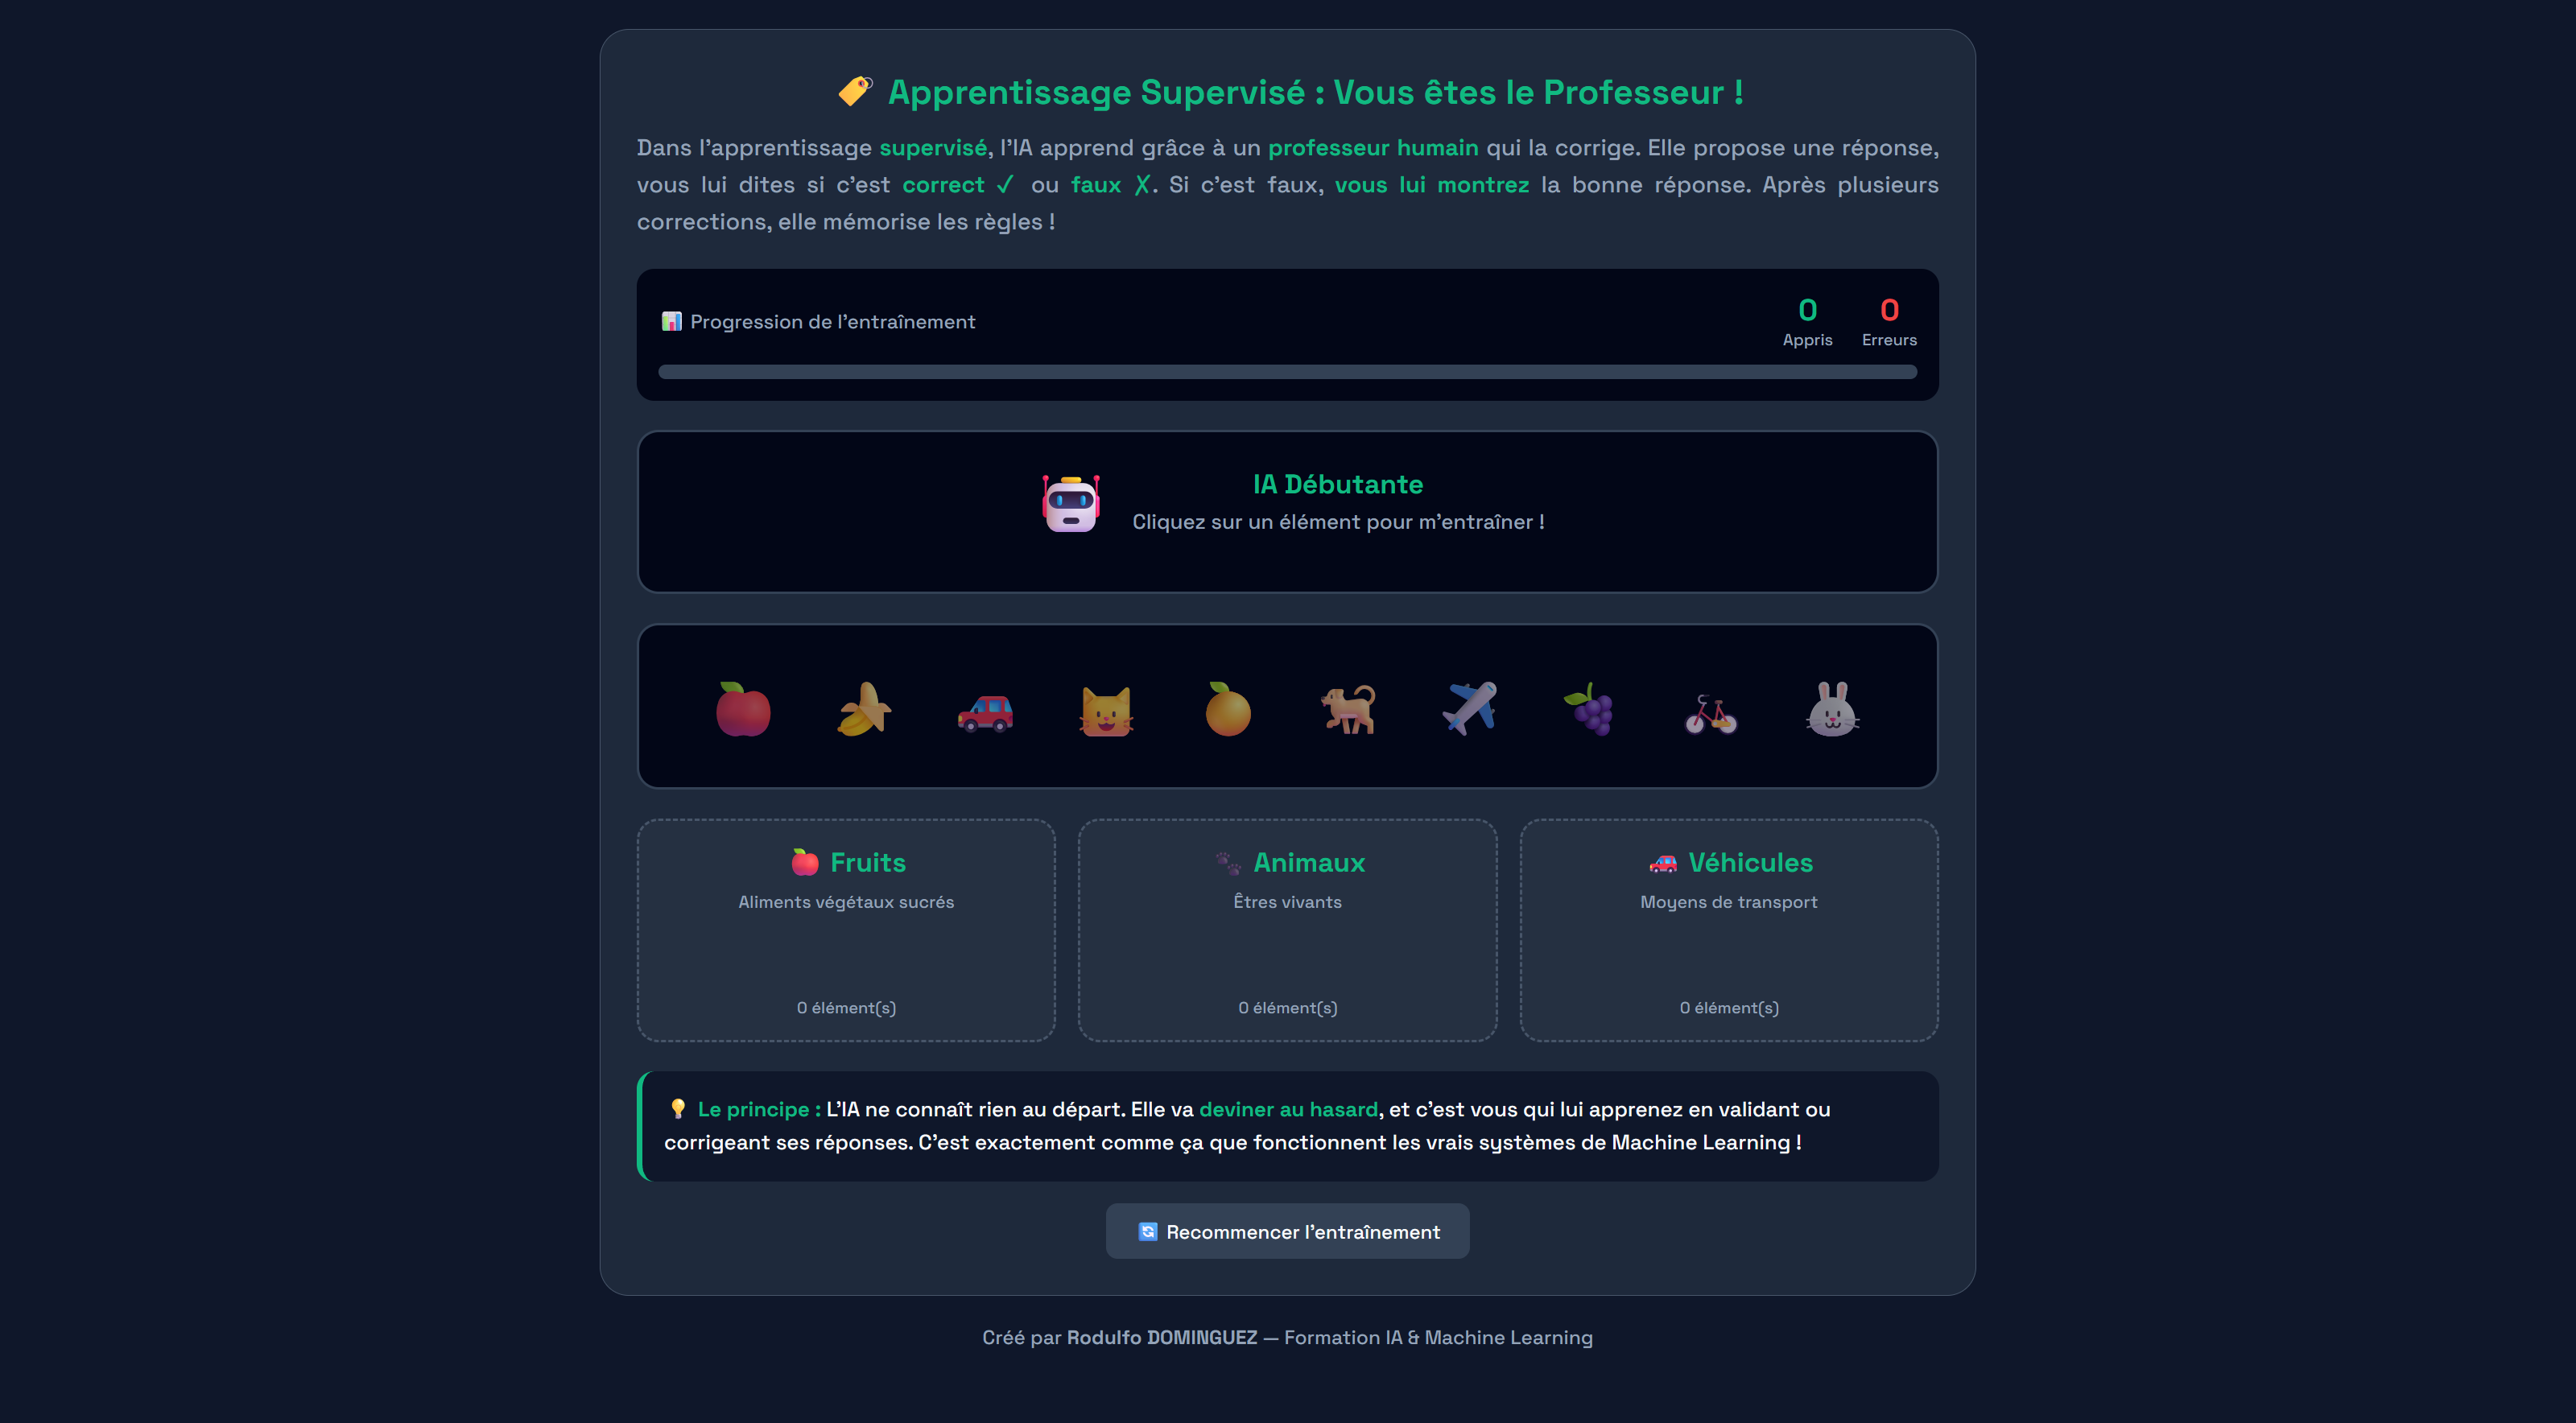 Apprentissage Supervisé : Vous êtes le Professeur !
Dans l'apprentissage supervisé, l'IA apprend grâce à un professeur humain qui la corrige. Elle propose une réponse,
vous lui dites si c'est correct ✓ ou faux ✗. Si c'est faux, vous lui montrez la bonne réponse. Après plusieurs
corrections, elle mémorise les règles !
Progression de l'entraînement
0
Appris
0
Erreurs
IA Débutante
Cliquez sur un élément pour m'entraîner !
Fruits
Aliments végétaux sucrés
0 élément(s)
Animaux
Êtres vivants
0 élément(s)
Véhicules
Moyens de transport
0 élément(s)
Le principe : L'IA ne connaît rien au départ. Elle va deviner au hasard, et c'est vous qui lui apprenez en validant ou
corrigeant ses réponses. C'est exactement comme ça que fonctionnent les vrais systèmes de Machine Learning !
Recommencer l'entraînement
Créé par Rodulfo DOMINGUEZ — Formation IA & Machine Learning